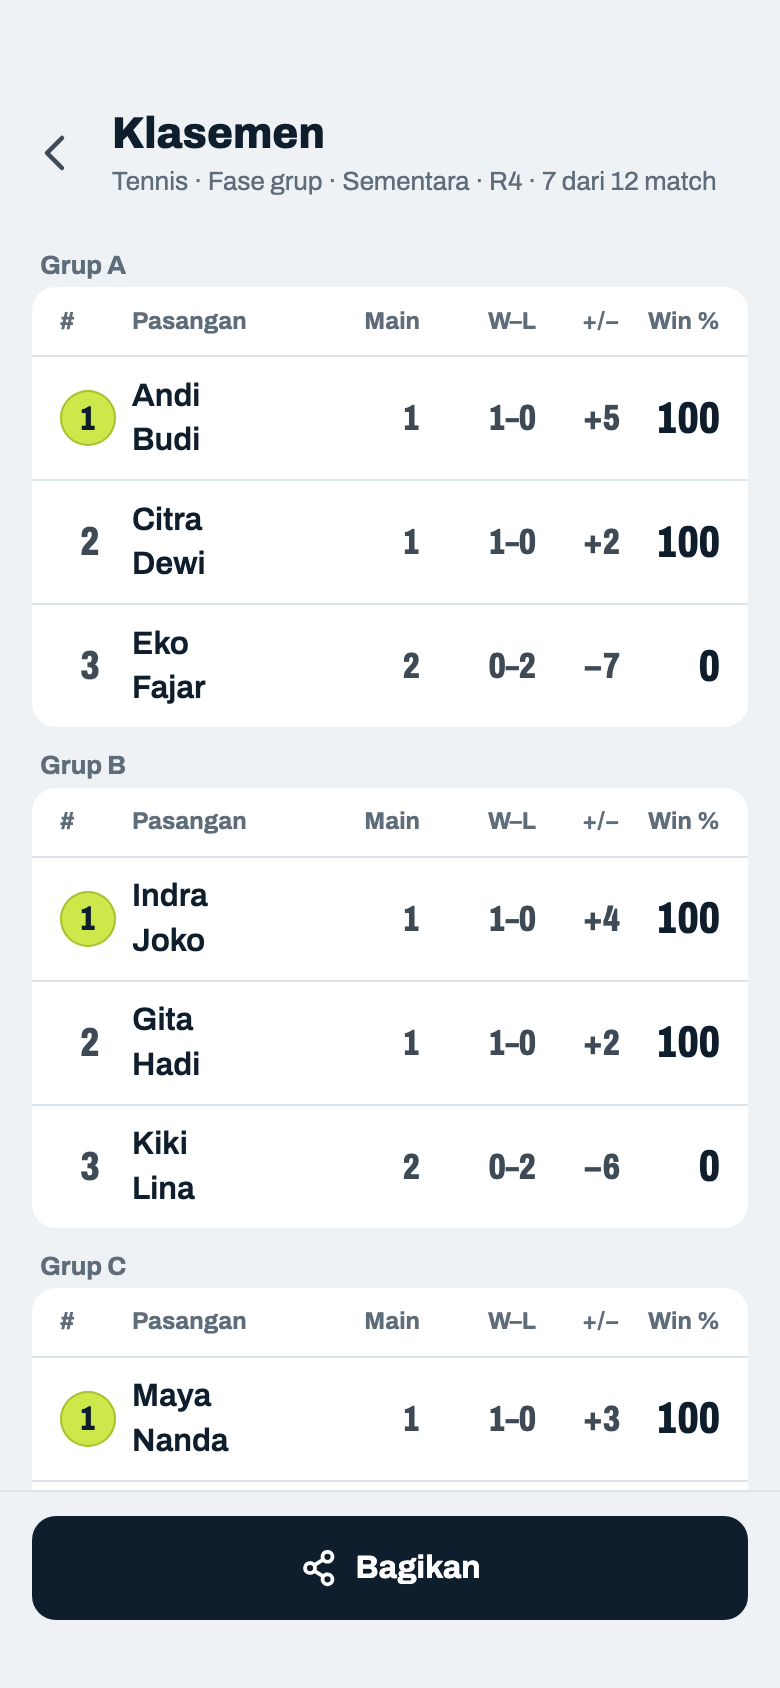 Klasemen
Tennis · Fase grup · Sementara · R4 · 7 dari 12 match
Grup A
# Pasangan Main W–L +/− Win %
1 Andi Budi 1 1–0 +5 100
2 Citra Dewi 1 1–0 +2 100
3 Eko Fajar 2 0–2 −7 0
Grup B
# Pasangan Main W–L +/− Win %
1 Indra Joko 1 1–0 +4 100
2 Gita Hadi 1 1–0 +2 100
3 Kiki Lina 2 0–2 −6 0
Grup C
# Pasangan Main W–L +/− Win %
1 Maya Nanda 1 1–0 +3 100
Bagikan